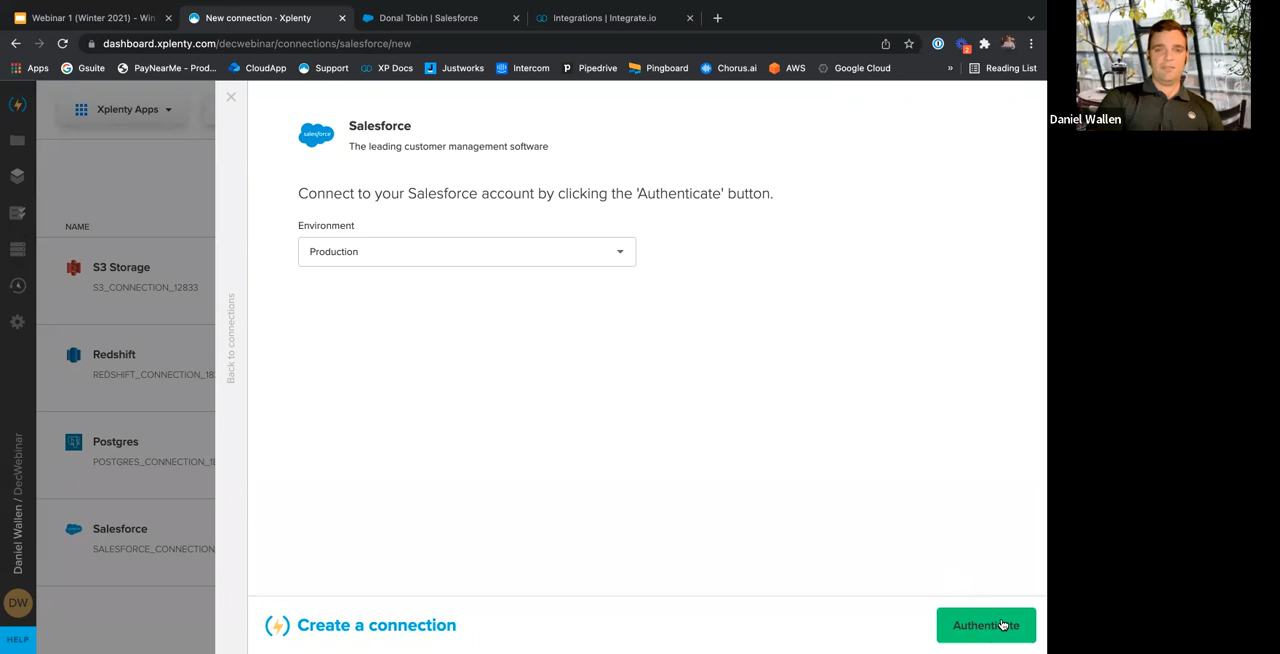 Webinar 1 (Winter 2021) - Win
New connection · Xplenty
Donal Tobin | Salesforce
Integrations | Integrate.io
dashboard.xplenty.com/decwebinar/connections/salesforce/new
Apps
Gsuite
PayNearMe - Prod...
CloudApp
Support
XP Docs
Justworks
Intercom
Pipedrive
Pingboard
Chorus.ai
AWS
Google Cloud
»
Reading List
Daniel Wallen
Xplenty Apps
salesforce
Salesforce
The leading customer management software
Connect to your Salesforce account by clicking the 'Authenticate' button.
Environment
Production
NAME
S3 Storage
S3_CONNECTION_12833
Redshift
REDSHIFT_CONNECTION_18
Postgres
POSTGRES_CONNECTION_18
Salesforce
SALESFORCE_CONNECTION
Back to connections
Daniel Wallen / DecWebinar
DW
HELP
Create a connection
Authenticate